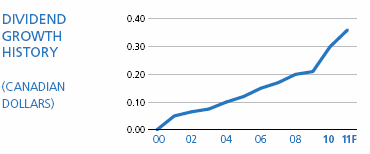 DIVIDEND
GROWTH
HISTORY
(CANADIAN
DOLLARS)
0.40
0.30
0.20
0.10
0.00
00 02 04 06 08 10 11F